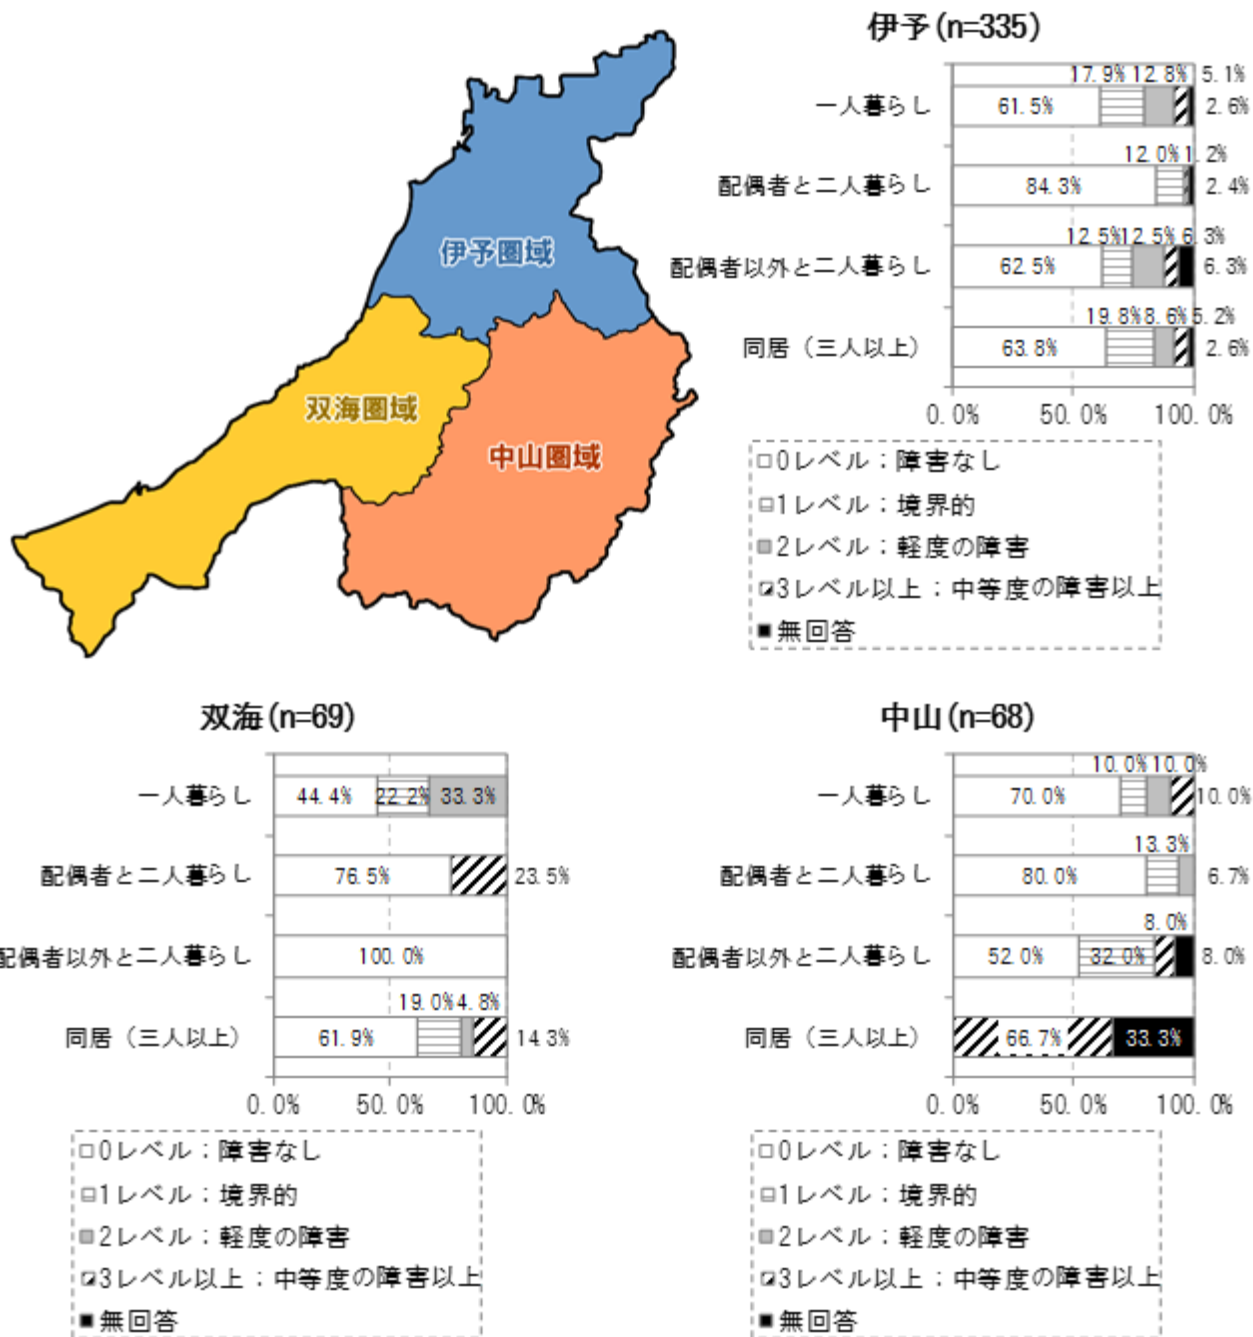 伊予圏域
双海圏域
中山圏域
伊予(n=335)
17.9% 12.8% 5.1%
一人暮らし 61.5% 2.6%
12.0% 1.2%
配偶者と二人暮らし 84.3% 2.4%
12.5% 12.5% 6.3%
配偶者以外と二人暮らし 62.5% 6.3%
19.8% 8.6% 5.2%
同居（三人以上） 63.8% 2.6%
0.0% 50.0% 100.0%
□0レベル；障害なし
1レベル；境界的
2レベル；軽度の障害
3レベル以上；中等度の障害以上
■無回答
双海(n=69)
一人暮らし 44.4% 22.2% 33.3%
配偶者と二人暮らし 76.5% 23.5%
配偶者以外と二人暮らし 100.0%
19.0% 4.8%
同居（三人以上） 61.9% 14.3%
0.0% 50.0% 100.0%
□0レベル；障害なし
1レベル；境界的
2レベル；軽度の障害
3レベル以上；中等度の障害以上
■無回答
中山(n=68)
10.0% 10.0%
一人暮らし 70.0% 10.0%
13.3%
配偶者と二人暮らし 80.0% 6.7%
8.0%
配偶者以外と二人暮らし 52.0% 32.0% 8.0%
同居（三人以上） 66.7% 33.3%
0.0% 50.0% 100.0%
□0レベル；障害なし
1レベル；境界的
2レベル；軽度の障害
3レベル以上；中等度の障害以上
■無回答